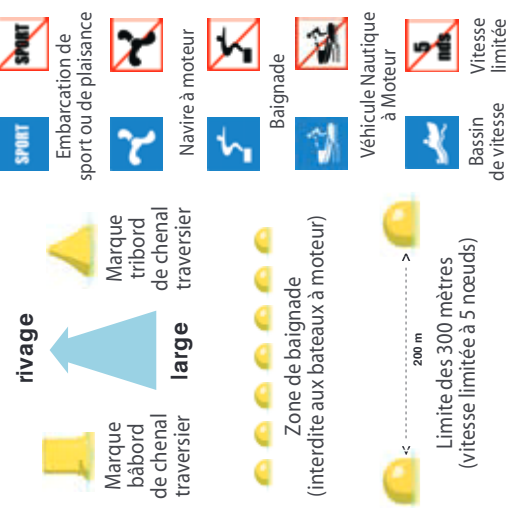 rivage
large
Marque
bâbord
de chenal
traversier
Marque
tribord
de chenal
traversier
Zone de baignade
(interdite aux bateaux à moteur)
200 m
Limite des 300 mètres
(vitesse limitée à 5 nœuds)
SPORT
SPORT
Embarcation de
sport ou de plaisance
Navire à moteur
Baignade
Véhicule Nautique
à Moteur
5
nds
Bassin
de vitesse
Vitesse
limitée